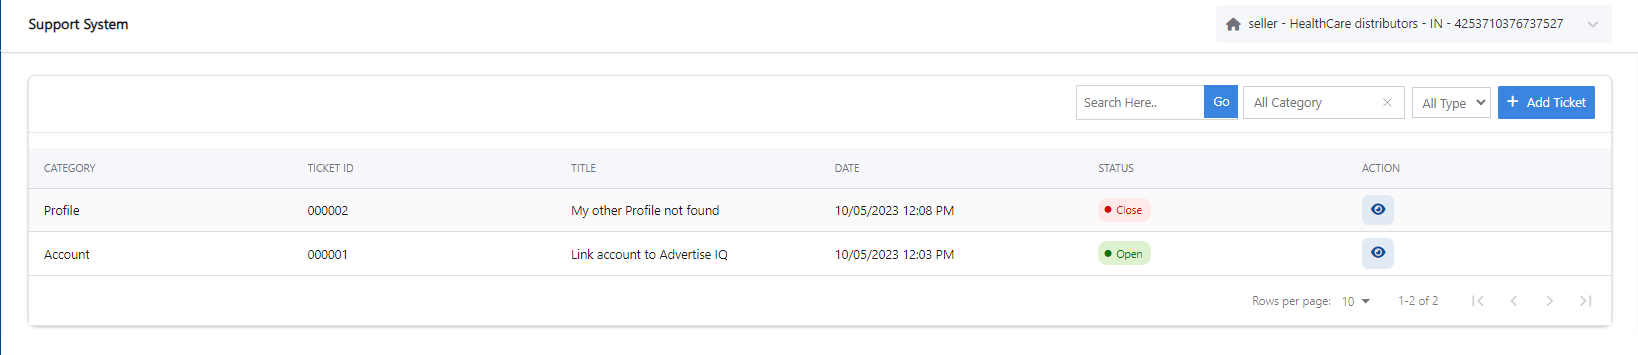 Support System
seller - HealthCare distributors - IN - 4253710376737527
Search Here..
Go
All Category
All Type
Add Ticket
CATEGORY TICKET ID TITLE DATE STATUS ACTION
Profile 000002 My other Profile not found 10/05/2023 12:08 PM Close
Account 000001 Link account to Advertise IQ 10/05/2023 12:03 PM Open
Rows per page: 10 1-2 of 2